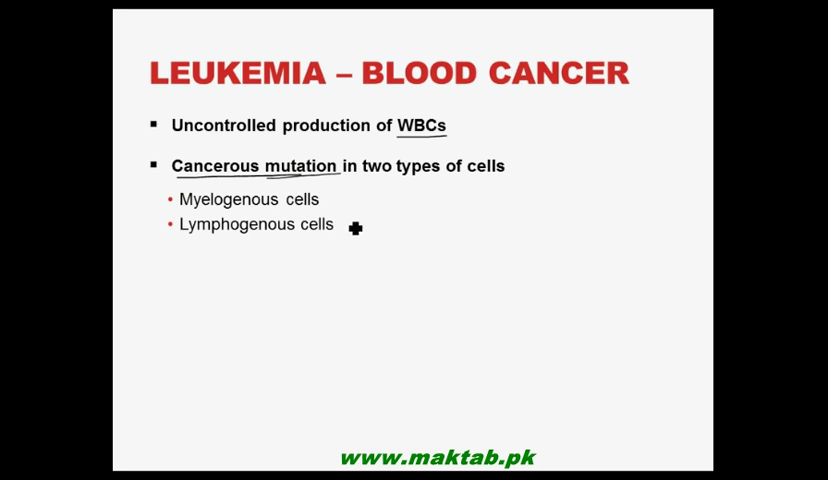 LEUKEMIA – BLOOD CANCER
▪ Uncontrolled production of WBCs
▪ Cancerous mutation in two types of cells
• Myelogenous cells
• Lymphogenous cells
www.maktab.pk